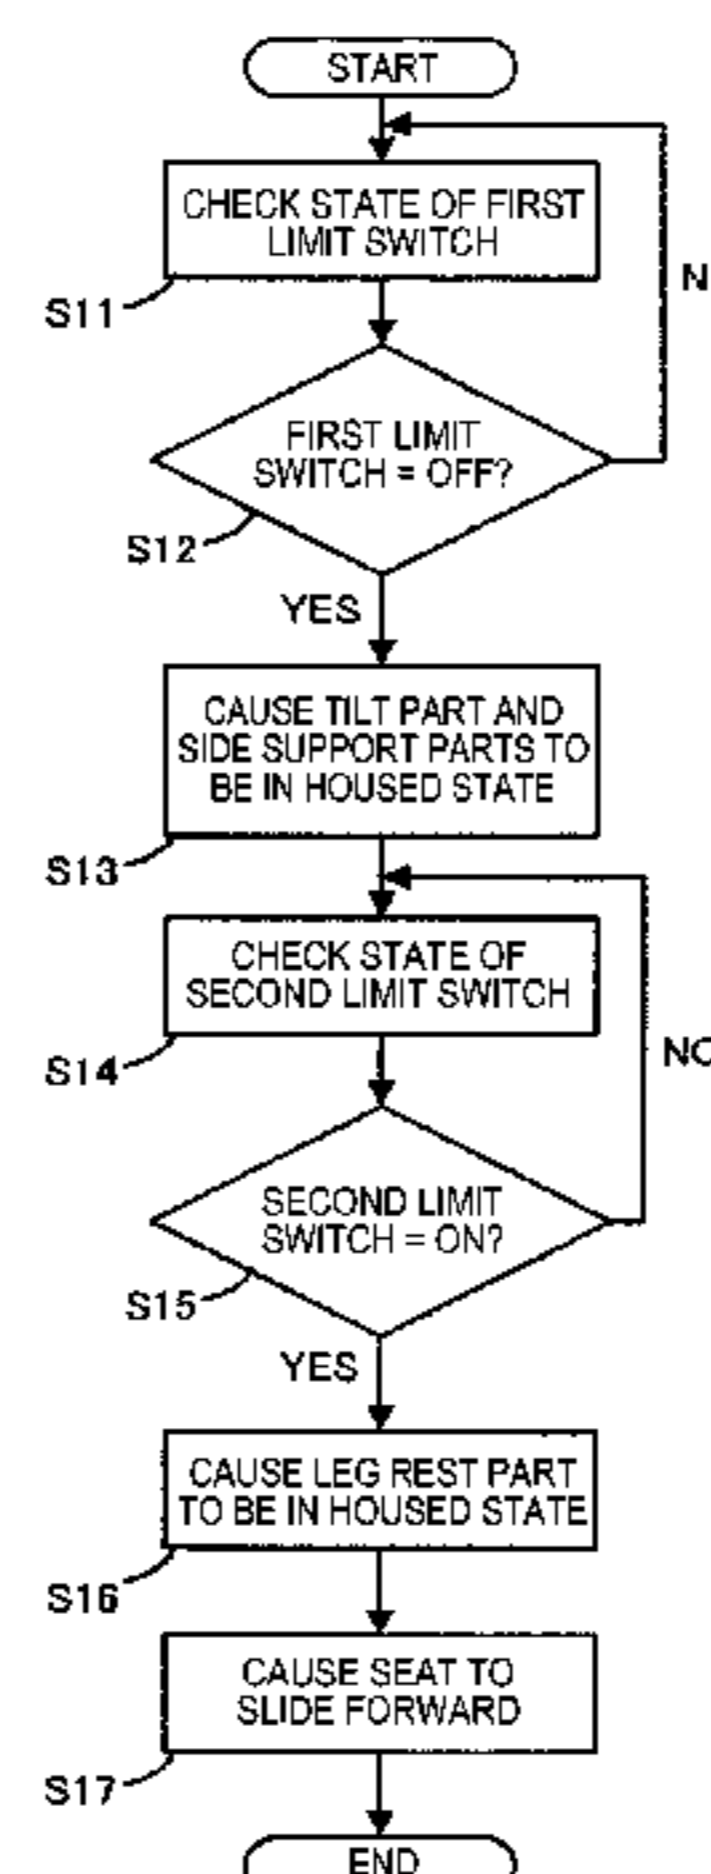 START
CHECK STATE OF FIRST
LIMIT SWITCH
S11
N
FIRST LIMIT
SWITCH = OFF?
S12
YES
CAUSE TILT PART AND
SIDE SUPPORT PARTS TO
BE IN HOUSED STATE
S13
CHECK STATE OF
SECOND LIMIT SWITCH
S14
NO
SECOND LIMIT
SWITCH = ON?
S15
YES
CAUSE LEG REST PART
TO BE IN HOUSED STATE
S16
CAUSE SEAT TO
SLIDE FORWARD
S17
END